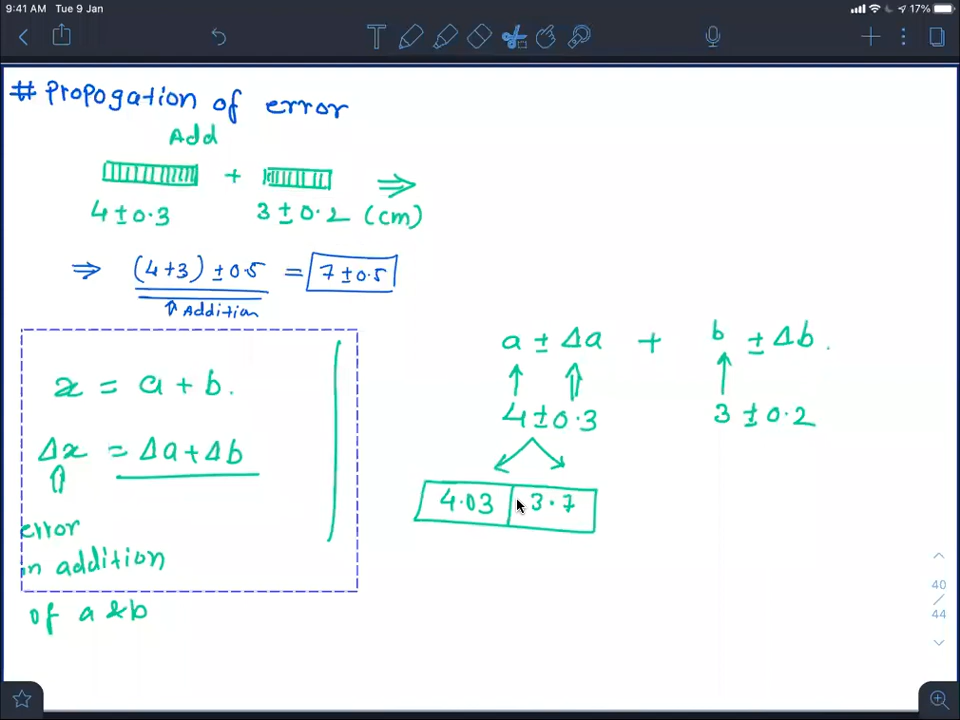 9:41 AM Tue 9 Jan 17%
# Propogation of error
Add
+ ⇒
4 ± 0.3 3 ± 0.2 (cm)
⇒ (4+3) ± 0.5 = 7 ± 0.5
↑ Addition
a ± Δa + b ± Δb.
x = a + b.
4 ± 0.3 3 ± 0.2
Δx = Δa + Δb
4.03 3.7
error
in addition
of a & b
40
/
44